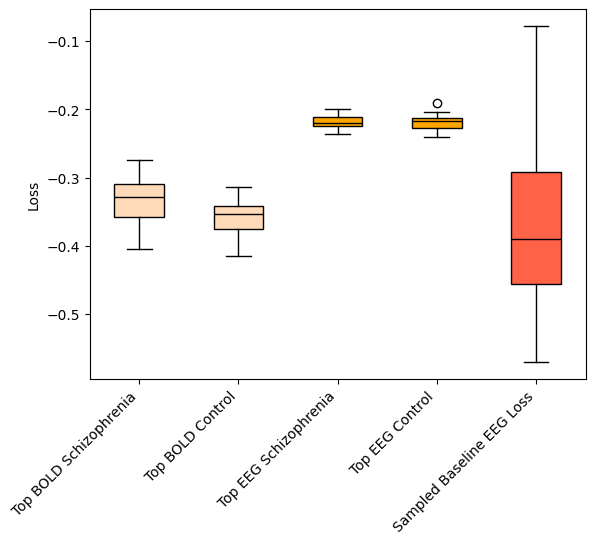 −0.1
−0.2
−0.3
−0.4
−0.5
Loss
Top BOLD Schizophrenia
Top BOLD Control
Top EEG Schizophrenia
Top EEG Control
Sampled Baseline EEG Loss